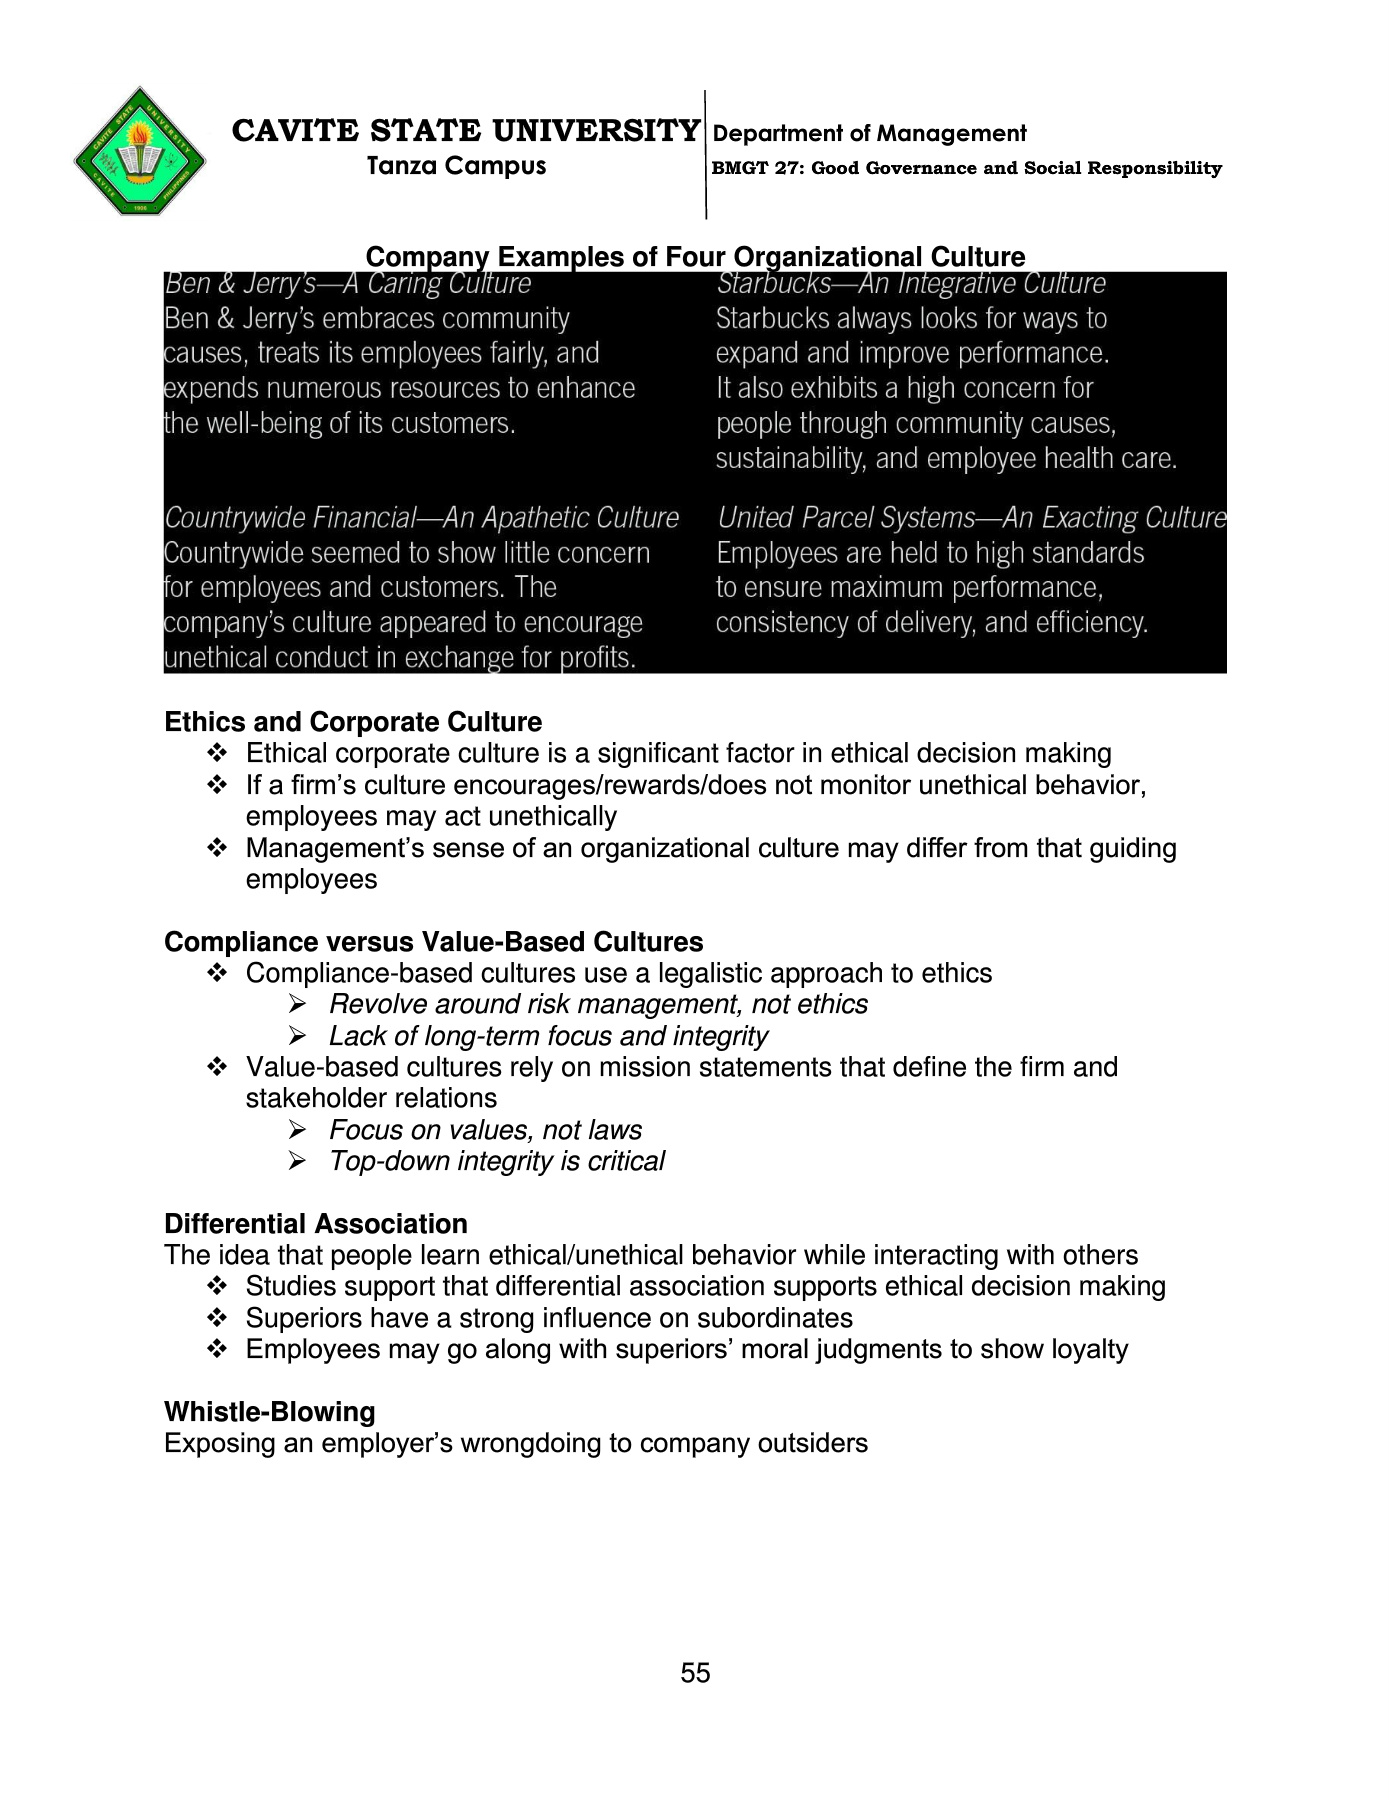 CAVITE STATE UNIVERSITY
Tanza Campus
Department of Management
BMGT 27: Good Governance and Social Responsibility
CAVITE STATE UNIVERSITY
CAVITE
PHILIPPINES
1906
Company Examples of Four Organizational Culture
Ben & Jerry's—A Caring Culture
Ben & Jerry's embraces community
causes, treats its employees fairly, and
expends numerous resources to enhance
the well-being of its customers.
Starbucks—An Integrative Culture
Starbucks always looks for ways to
expand and improve performance.
It also exhibits a high concern for
people through community causes,
sustainability, and employee health care.
Countrywide Financial—An Apathetic Culture
Countrywide seemed to show little concern
for employees and customers. The
company's culture appeared to encourage
unethical conduct in exchange for profits.
United Parcel Systems—An Exacting Culture
Employees are held to high standards
to ensure maximum performance,
consistency of delivery, and efficiency.
Ethics and Corporate Culture
❖ Ethical corporate culture is a significant factor in ethical decision making
❖ If a firm's culture encourages/rewards/does not monitor unethical behavior,
employees may act unethically
❖ Management's sense of an organizational culture may differ from that guiding
employees
Compliance versus Value-Based Cultures
❖ Compliance-based cultures use a legalistic approach to ethics
➢ Revolve around risk management, not ethics
➢ Lack of long-term focus and integrity
❖ Value-based cultures rely on mission statements that define the firm and
stakeholder relations
➢ Focus on values, not laws
➢ Top-down integrity is critical
Differential Association
The idea that people learn ethical/unethical behavior while interacting with others
❖ Studies support that differential association supports ethical decision making
❖ Superiors have a strong influence on subordinates
❖ Employees may go along with superiors' moral judgments to show loyalty
Whistle-Blowing
Exposing an employer's wrongdoing to company outsiders
55